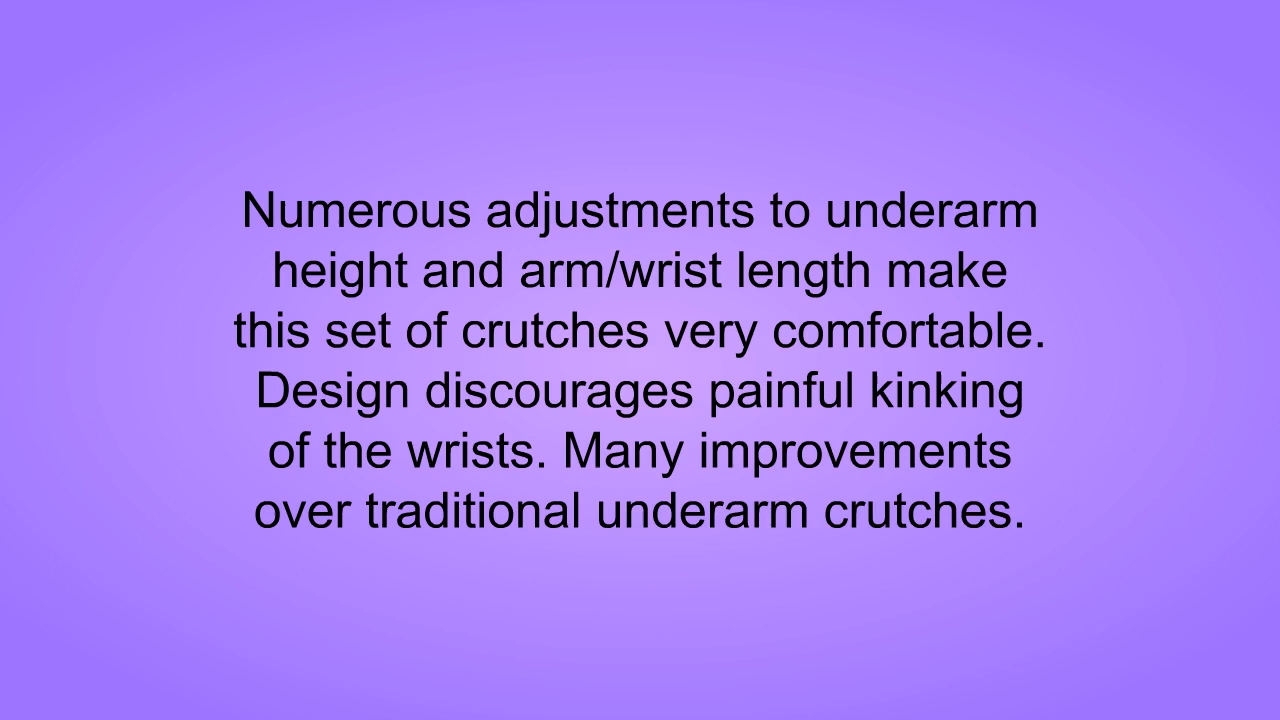 Numerous adjustments to underarm
height and arm/wrist length make
this set of crutches very comfortable.
Design discourages painful kinking
of the wrists. Many improvements
over traditional underarm crutches.